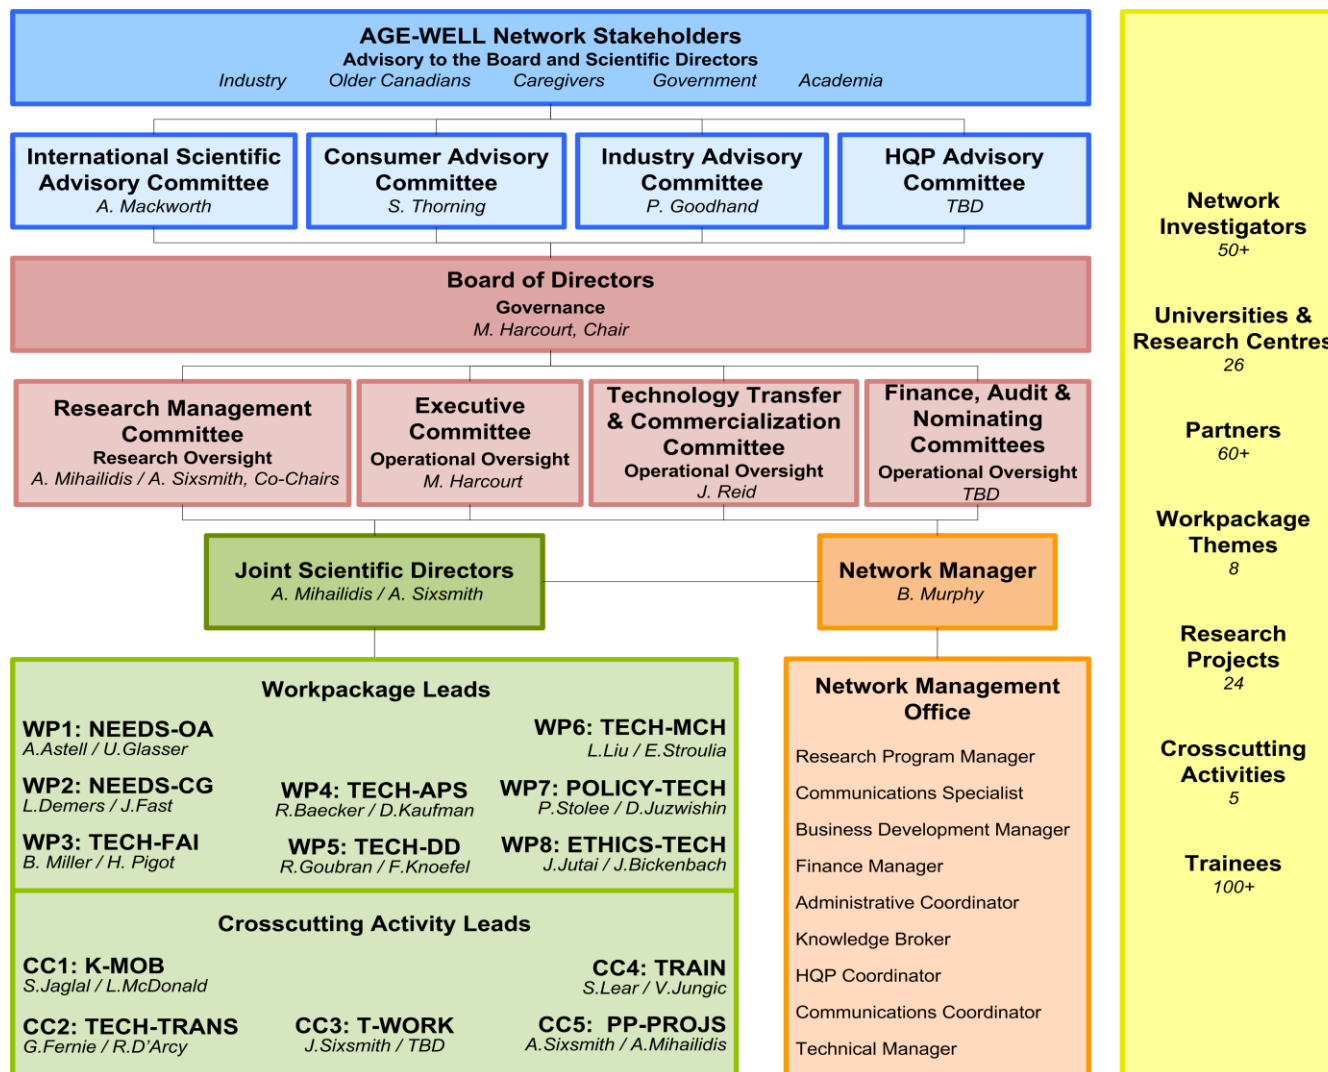 AGE-WELL Network Stakeholders
Advisory to the Board and Scientific Directors
Industry Older Canadians Caregivers Government Academia
International Scientific
Advisory Committee
A. Mackworth
Consumer Advisory
Committee
S. Thorning
Industry Advisory
Committee
P. Goodhand
HQP Advisory
Committee
TBD
Board of Directors
Governance
M. Harcourt, Chair
Research Management
Committee
Research Oversight
A. Mihailidis / A. Sixsmith, Co-Chairs
Executive
Committee
Operational Oversight
M. Harcourt
Technology Transfer
& Commercialization
Committee
Operational Oversight
J. Reid
Finance, Audit &
Nominating
Committees
Operational Oversight
TBD
Joint Scientific Directors
A. Mihailidis / A. Sixsmith
Network Manager
B. Murphy
Workpackage Leads
WP1: NEEDS-OA
A.Astell / U.Glasser
WP2: NEEDS-CG
L.Demers / J.Fast
WP3: TECH-FAI
B. Miller / H. Pigot
WP4: TECH-APS
R.Baecker / D.Kaufman
WP5: TECH-DD
R.Goubran / F.Knoefel
WP6: TECH-MCH
L.Liu / E.Stroulia
WP7: POLICY-TECH
P.Stolee / D.Juzwishin
WP8: ETHICS-TECH
J.Jutai / J.Bickenbach
Crosscutting Activity Leads
CC1: K-MOB
S.Jaglal / L.McDonald
CC2: TECH-TRANS
G.Fernie / R.D'Arcy
CC3: T-WORK
J.Sixsmith / TBD
CC4: TRAIN
S.Lear / V.Jungic
CC5: PP-PROJS
A.Sixsmith / A.Mihailidis
Network Management
Office
Research Program Manager
Communications Specialist
Business Development Manager
Finance Manager
Administrative Coordinator
Knowledge Broker
HQP Coordinator
Communications Coordinator
Technical Manager
Network
Investigators
50+
Universities &
Research Centres
26
Partners
60+
Workpackage
Themes
8
Research
Projects
24
Crosscutting
Activities
5
Trainees
100+